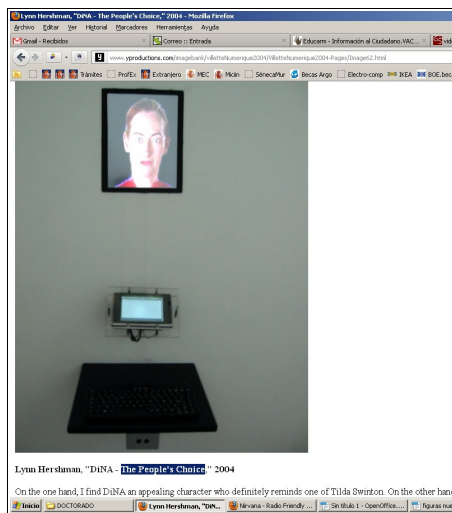 Lynn Hershman, "DiNA - The People's Choice," 2004 - Mozilla Firefox
Archivo Editar Ver Historial Marcadores Herramientas Ayuda
Gmail - Recibidos Correo :: Entrada Educarm - Información al Ciudadano.VAC...
www.yproductions.com/imagebank/villetteNumerique2004/VilletteNumerique2004-Pages/Image62.html
Trámites ProfEx Extranjero MEC Miciin SénecaMur Becas Argo Electro-comp IKEA BOE.bec
Lynn Hershman, "DiNA - The People's Choice," 2004
On the one hand, I find DiNA an appealing character who definitely reminds one of Tilda Swinton. On the other han
Inicio DOCTORADO Lynn Hershman, "DiN... Nirvana - Radio Friendly ... Sin título 1 - OpenOffice.... figuras nue